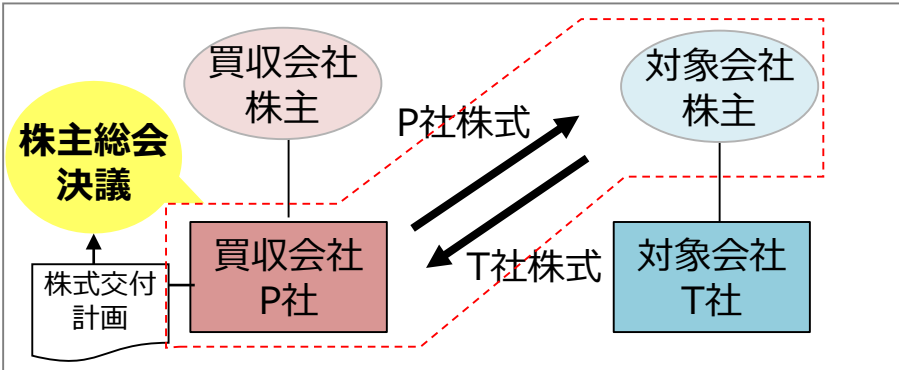 買収会社
株主
対象会社
株主
P社株式
株主総会
決議
買収会社
P社
T社株式
対象会社
T社
株式交付
計画